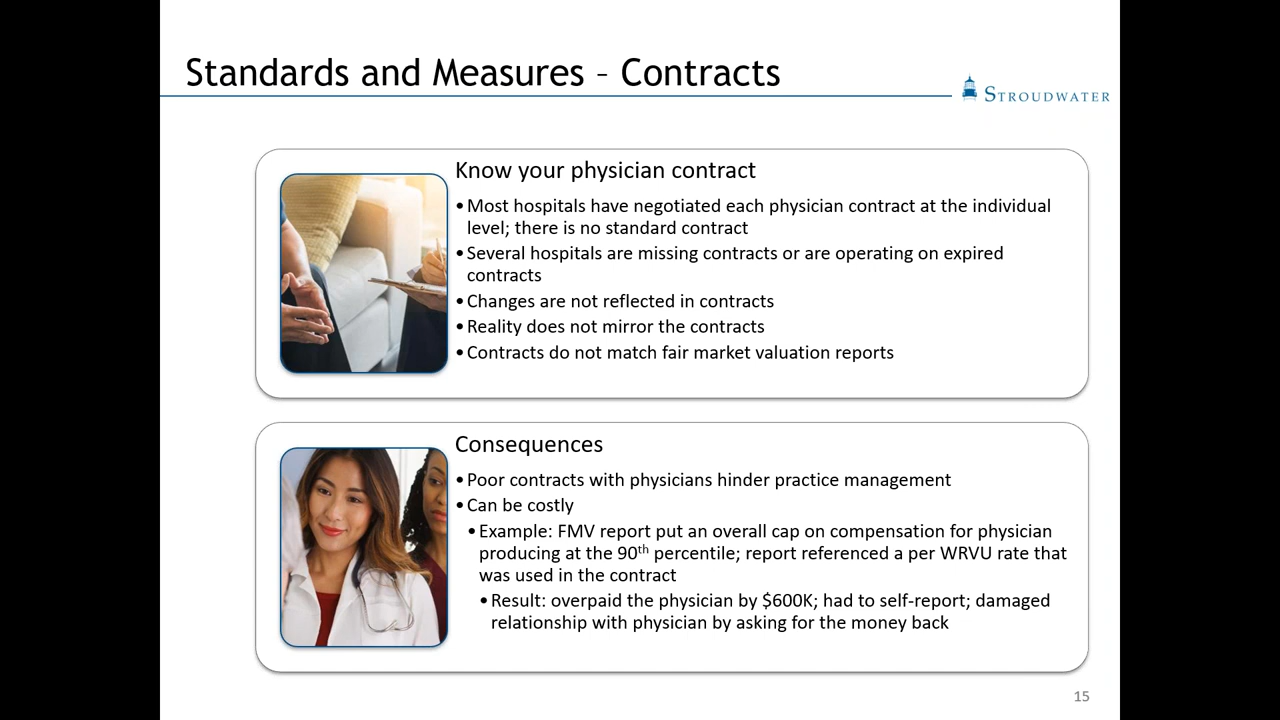 Standards and Measures – Contracts
STROUDWATER
Know your physician contract
•Most hospitals have negotiated each physician contract at the individual
level; there is no standard contract
•Several hospitals are missing contracts or are operating on expired
contracts
•Changes are not reflected in contracts
•Reality does not mirror the contracts
•Contracts do not match fair market valuation reports
Consequences
•Poor contracts with physicians hinder practice management
•Can be costly
•Example: FMV report put an overall cap on compensation for physician
producing at the 90th percentile; report referenced a per WRVU rate that
was used in the contract
•Result: overpaid the physician by $600K; had to self-report; damaged
relationship with physician by asking for the money back
15